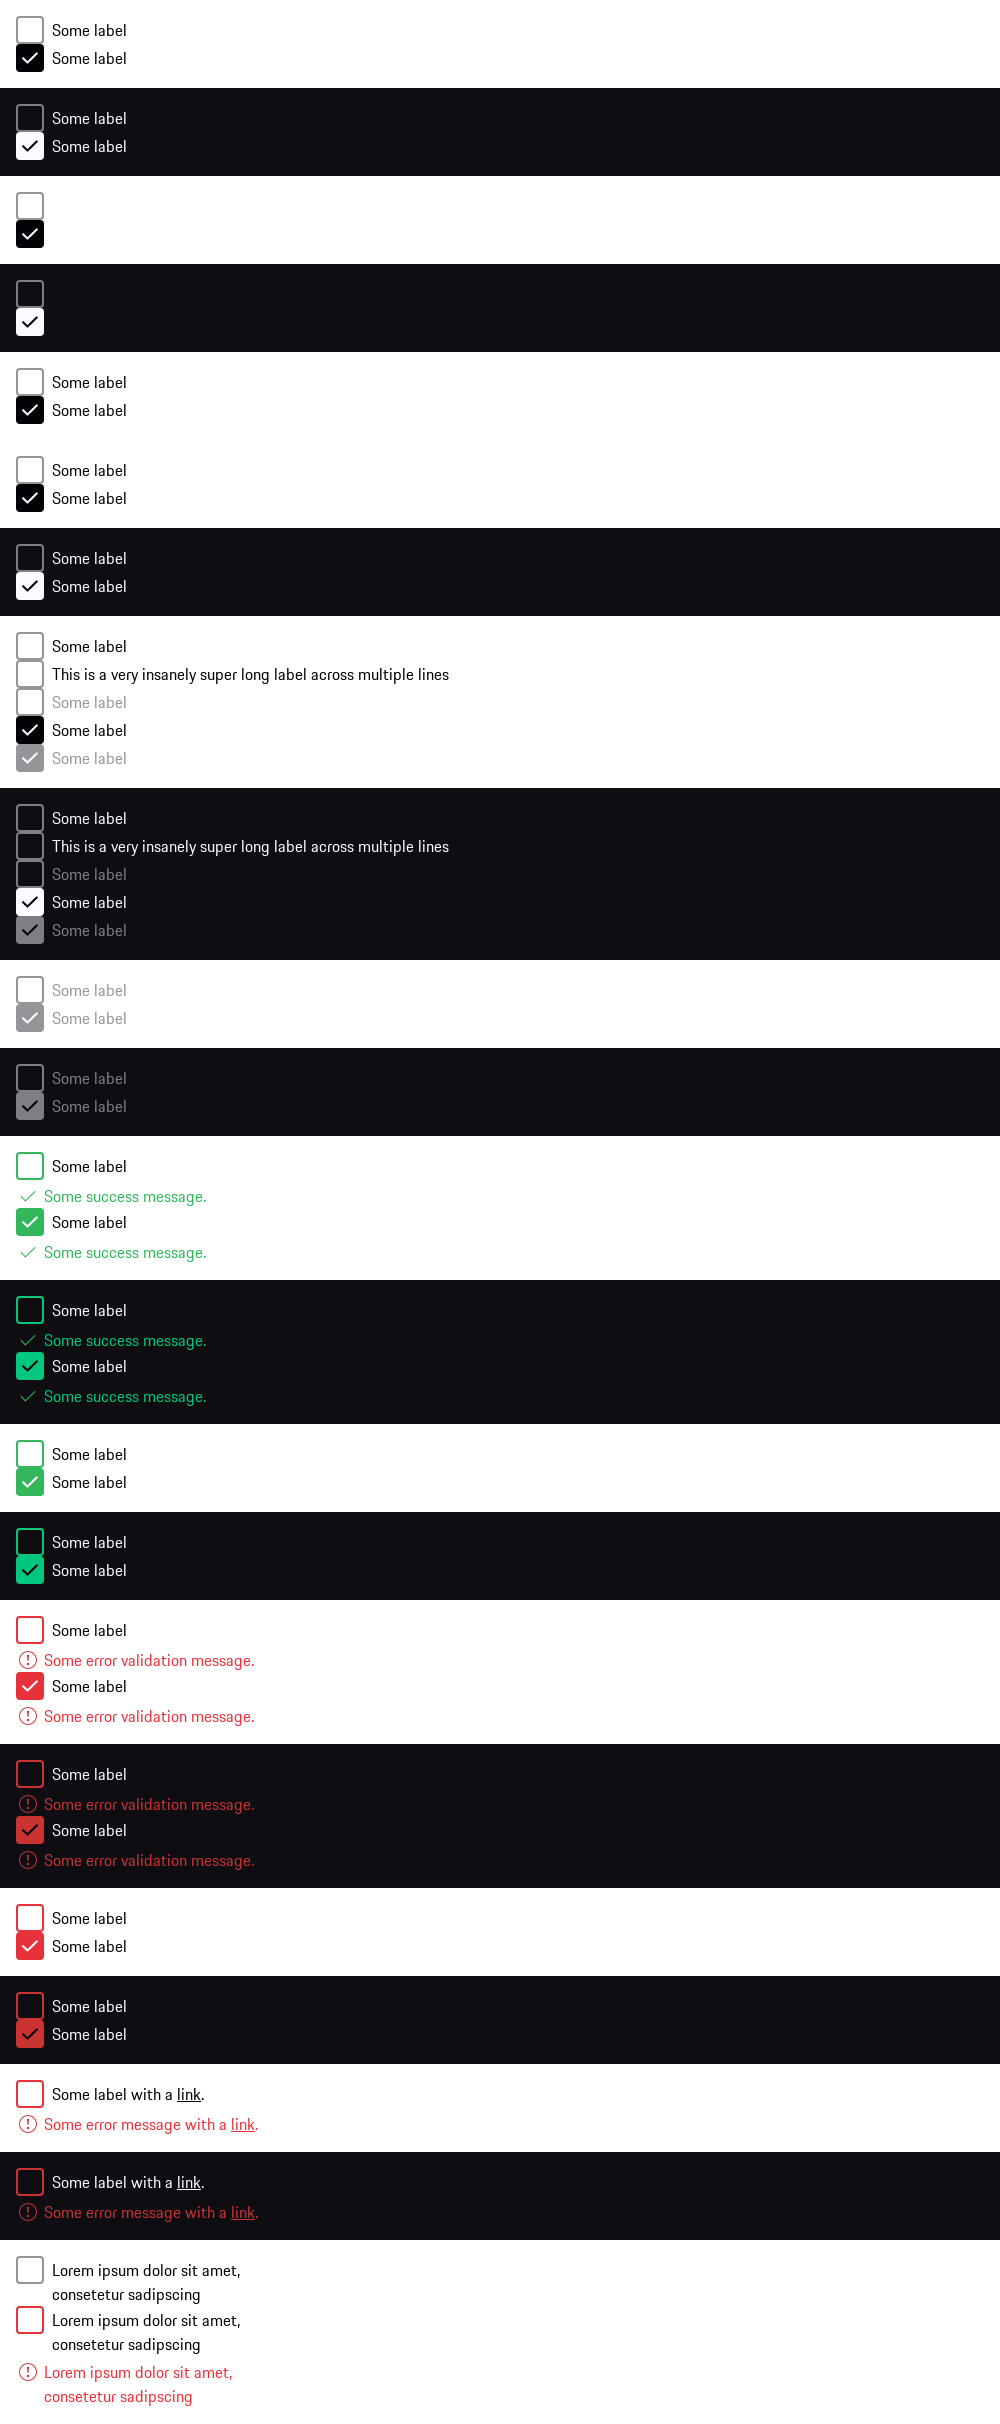 Some label
Some label
Some label
Some label
Some label
Some label
Some label
Some label
Some label
Some label
Some label
This is a very insanely super long label across multiple lines
Some label
Some label
Some label
Some label
This is a very insanely super long label across multiple lines
Some label
Some label
Some label
Some label
Some label
Some label
Some label
Some label
Some success message.
Some label
Some success message.
Some label
Some success message.
Some label
Some success message.
Some label
Some label
Some label
Some label
Some label
Some error validation message.
Some label
Some error validation message.
Some label
Some error validation message.
Some label
Some error validation message.
Some label
Some label
Some label
Some label
Some label with a link.
Some error message with a link.
Some label with a link.
Some error message with a link.
Lorem ipsum dolor sit amet,
consetetur sadipscing
Lorem ipsum dolor sit amet,
consetetur sadipscing
Lorem ipsum dolor sit amet,
consetetur sadipscing